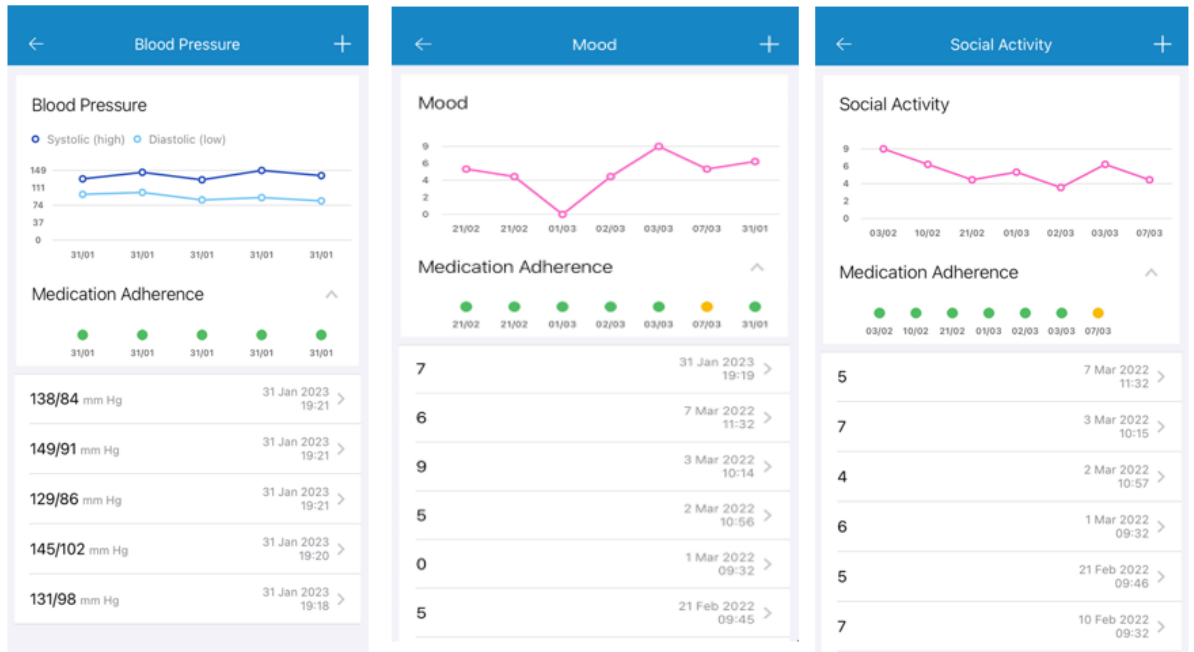 Blood Pressure
Blood Pressure
Systolic (high) Diastolic (low)
149
111
74
37
0
31/01 31/01 31/01 31/01 31/01
Medication Adherence
31/01 31/01 31/01 31/01 31/01
138/84 mm Hg 31 Jan 2023
19:21
149/91 mm Hg 31 Jan 2023
19:21
129/86 mm Hg 31 Jan 2023
19:21
145/102 mm Hg 31 Jan 2023
19:20
131/98 mm Hg 31 Jan 2023
19:18
Mood
Mood
9
6
4
2
0
21/02 21/02 01/03 02/03 03/03 07/03 31/01
Medication Adherence
21/02 21/02 01/03 02/03 03/03 07/03 31/01
7 31 Jan 2023
19:19
6 7 Mar 2022
11:32
9 3 Mar 2022
10:14
5 2 Mar 2022
10:56
0 1 Mar 2022
09:32
5 21 Feb 2022
09:45
Social Activity
Social Activity
9
6
4
2
0
03/02 10/02 21/02 01/03 02/03 03/03 07/03
Medication Adherence
03/02 10/02 21/02 01/03 02/03 03/03 07/03
5 7 Mar 2022
11:32
7 3 Mar 2022
10:15
4 2 Mar 2022
10:57
6 1 Mar 2022
09:32
5 21 Feb 2022
09:46
7 10 Feb 2022
09:32